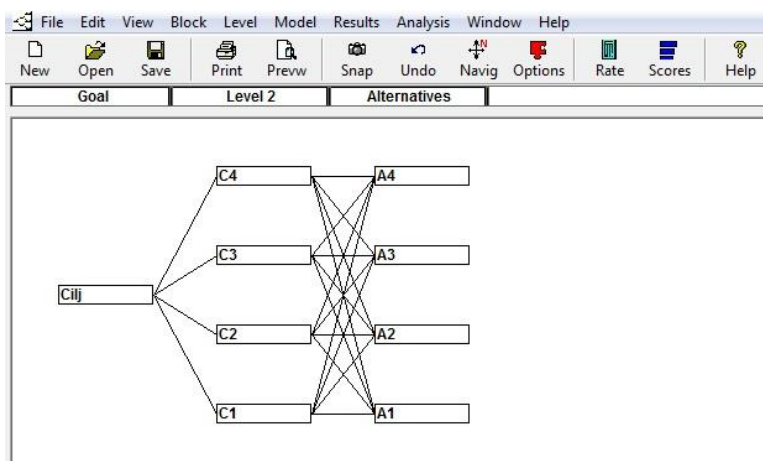 File Edit View Block Level Model Results Analysis Window Help
New Open Save Print Prevw Snap Undo Navig Options Rate Scores Help
Goal Level 2 Alternatives
C4 A4
C3 A3
Cilj
C2 A2
C1 A1